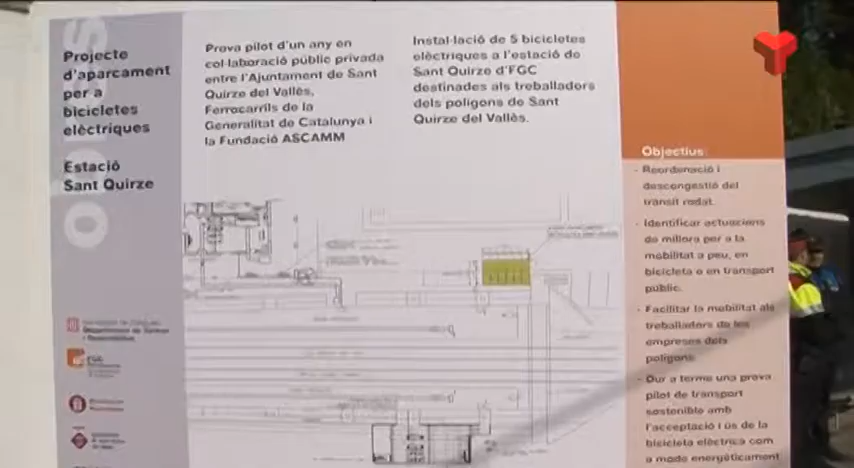 Projecte
d'aparcament
per a
bicicletes
elèctriques
Estació
Sant Quirze
Prova pilot d'un any en
col·laboració públic privada
entre l'Ajuntament de Sant
Quirze del Vallès,
Ferrocarrils de la
Generalitat de Catalunya i
la Fundació ASCAMM
Instal·lació de 5 bicicletes
elèctriques a l'estació de
Sant Quirze d'FGC
destinades als treballadors
dels polígons de Sant
Quirze del Vallès.
Objectius:
- Reordenació i
descongestió del
trànsit rodat.
- Identificar actuacions
de millora per a la
mobilitat a peu, en
bicicleta o en transport
públic.
- Facilitar la mobilitat als
treballadors de les
empreses dels
polígons.
- Dur a terme una prova
pilot de transport
sostenible amb
l'acceptació i ús de la
bicicleta elèctrica com
a mode energèticament